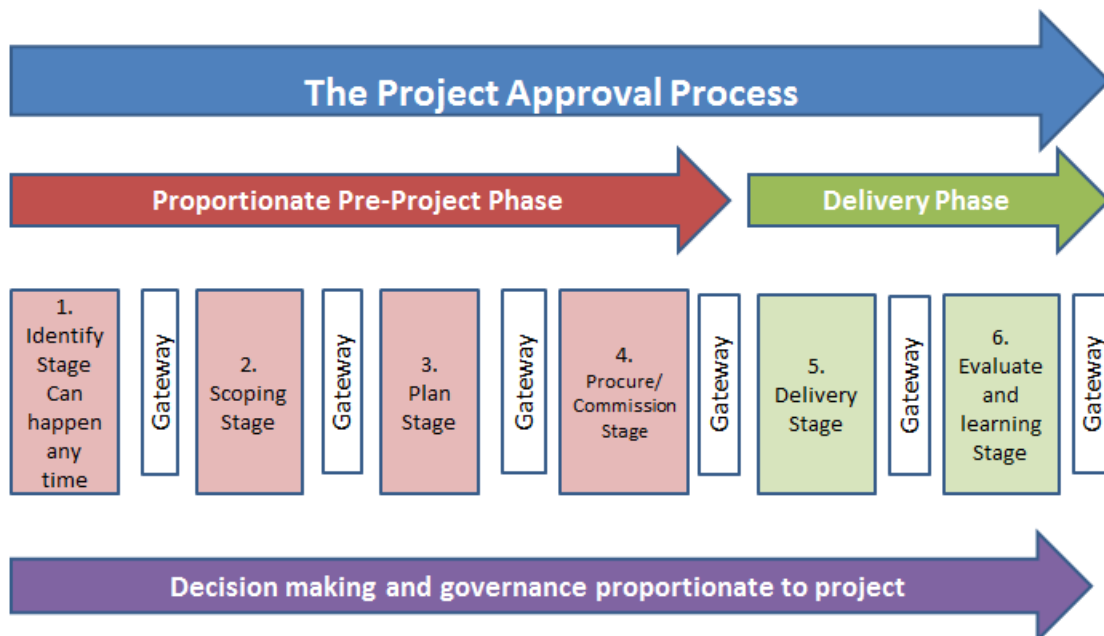 The Project Approval Process
Proportionate Pre-Project Phase
Delivery Phase
1.
Identify
Stage
Can
happen
any
time
Gateway
2.
Scoping
Stage
Gateway
3.
Plan
Stage
Gateway
4.
Procure/
Commission
Stage
Gateway
5.
Delivery
Stage
Gateway
6.
Evaluate
and
learning
Stage
Gateway
Decision making and governance proportionate to project